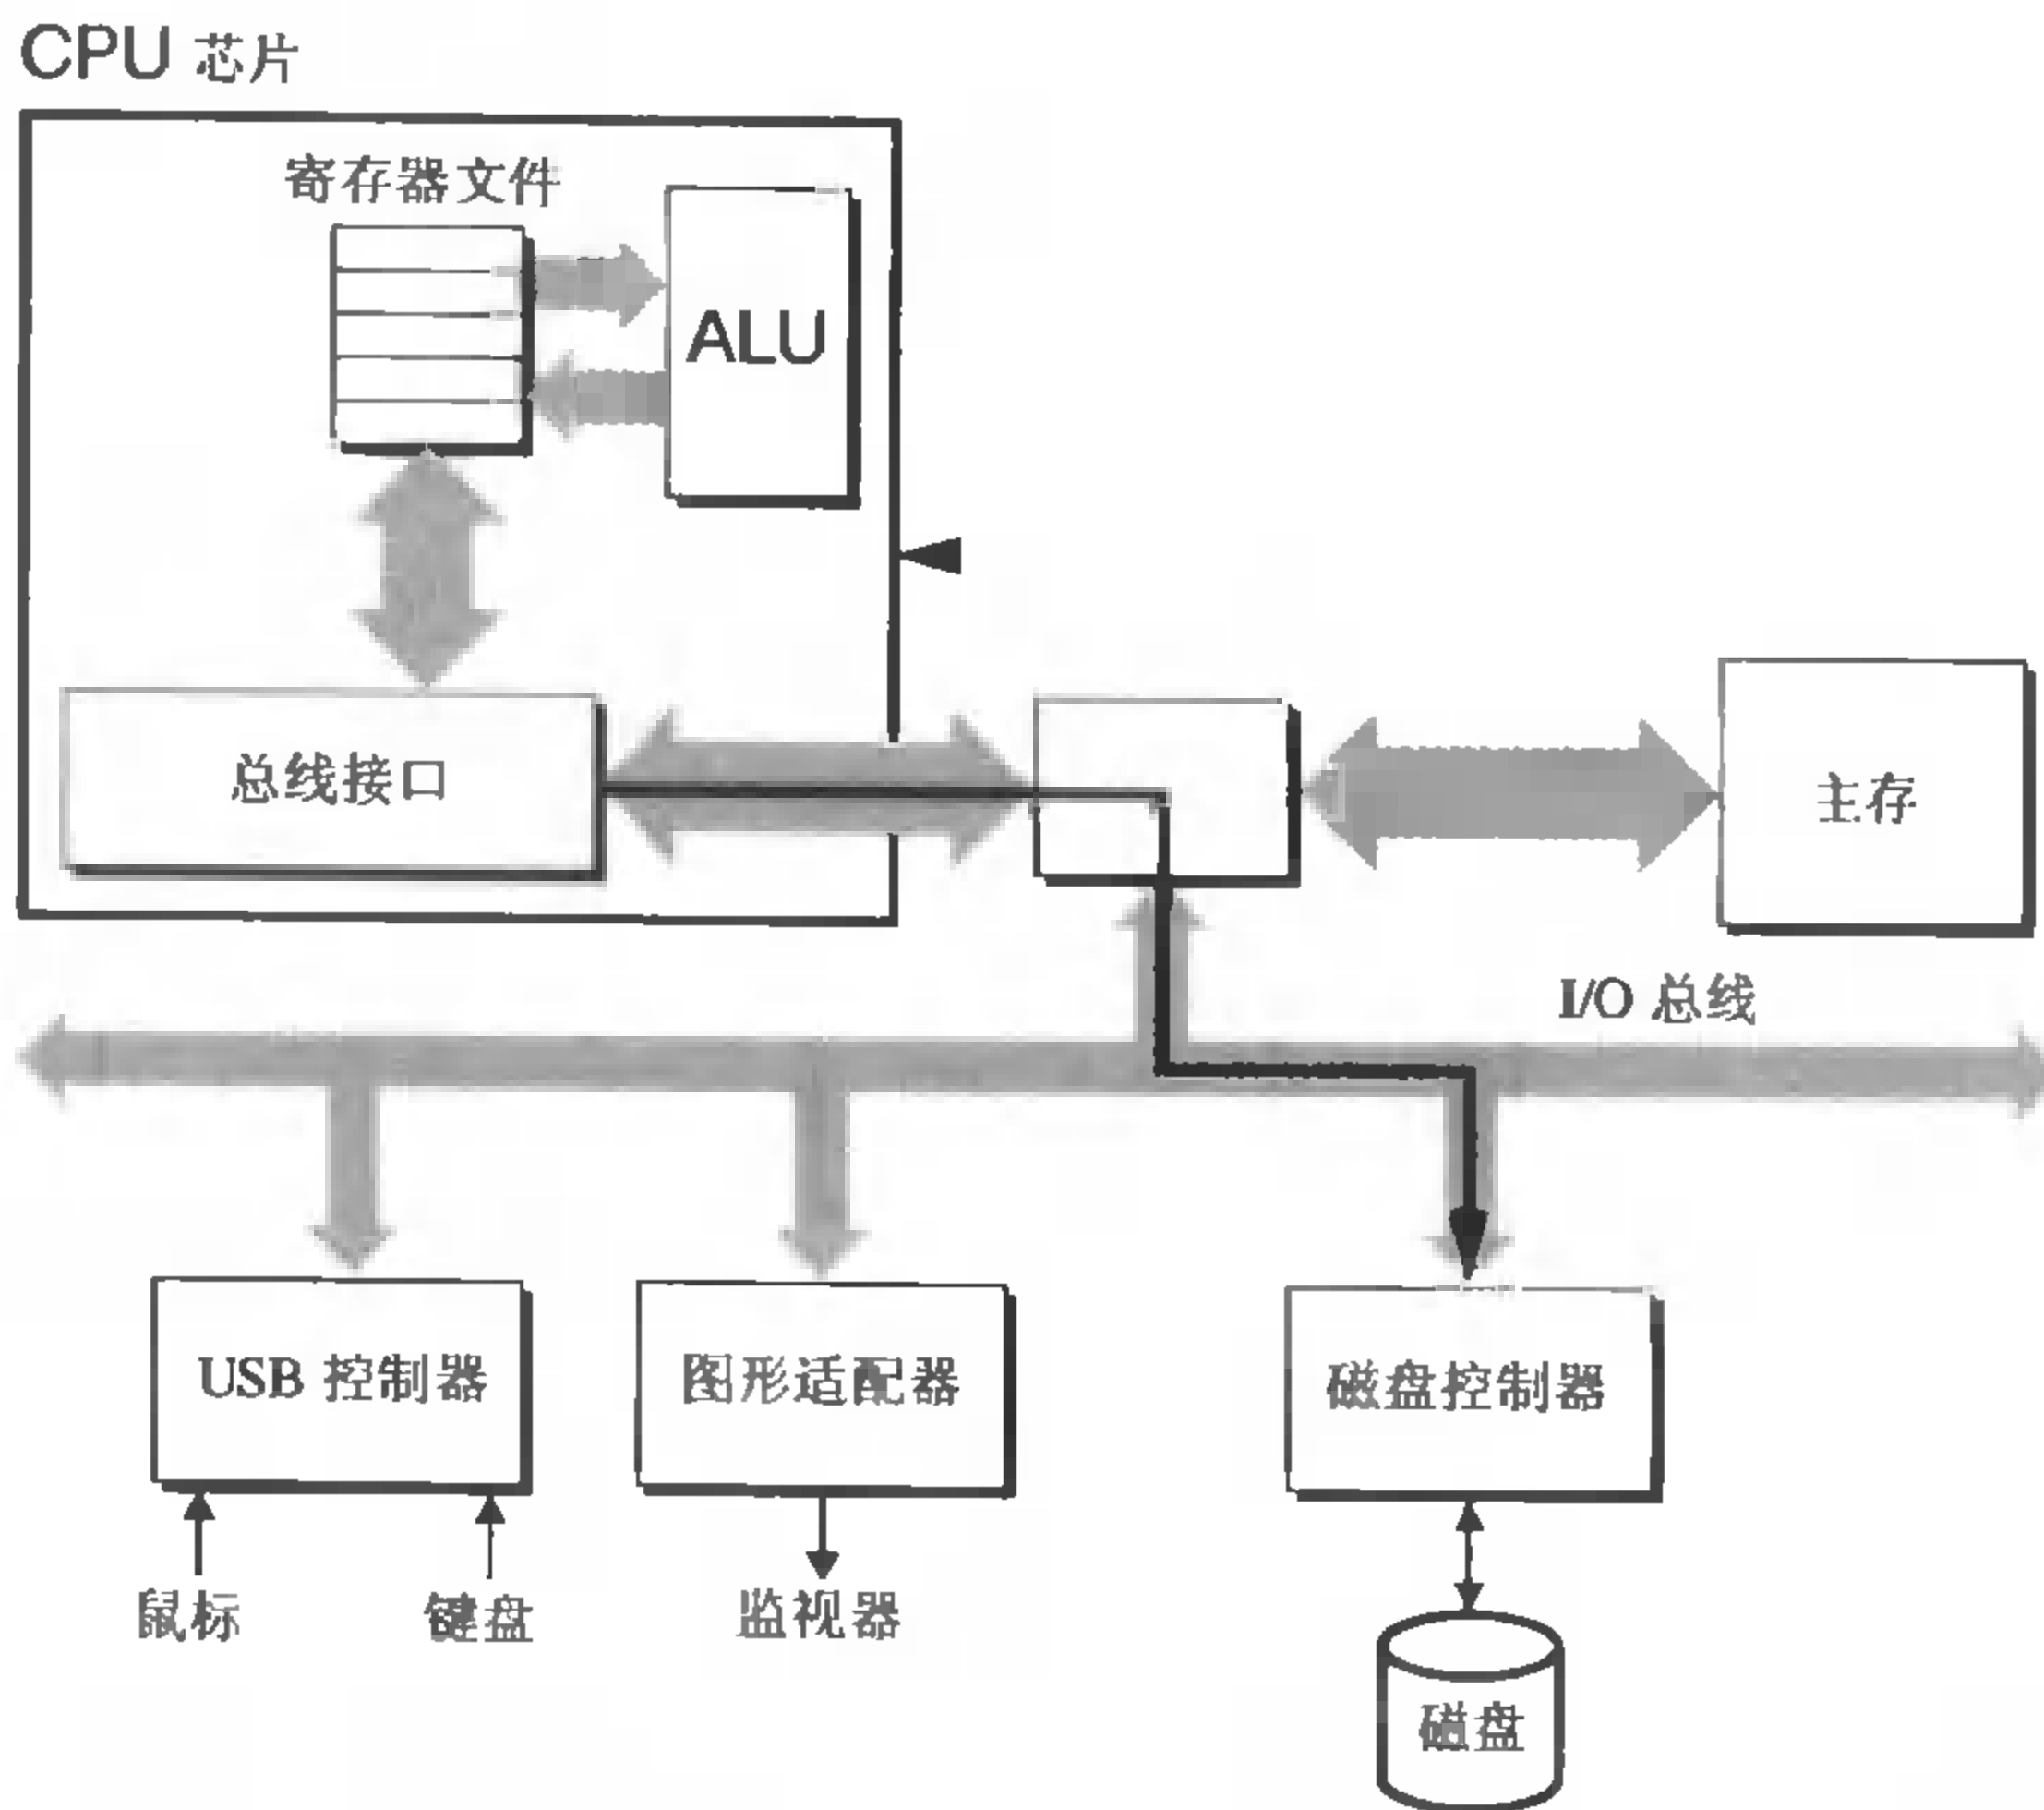 CPU 芯片
寄存器文件
ALU
总线接口
主存
I/O 总线
USB 控制器
图形适配器
磁盘控制器
鼠标
键盘
监视器
磁盘